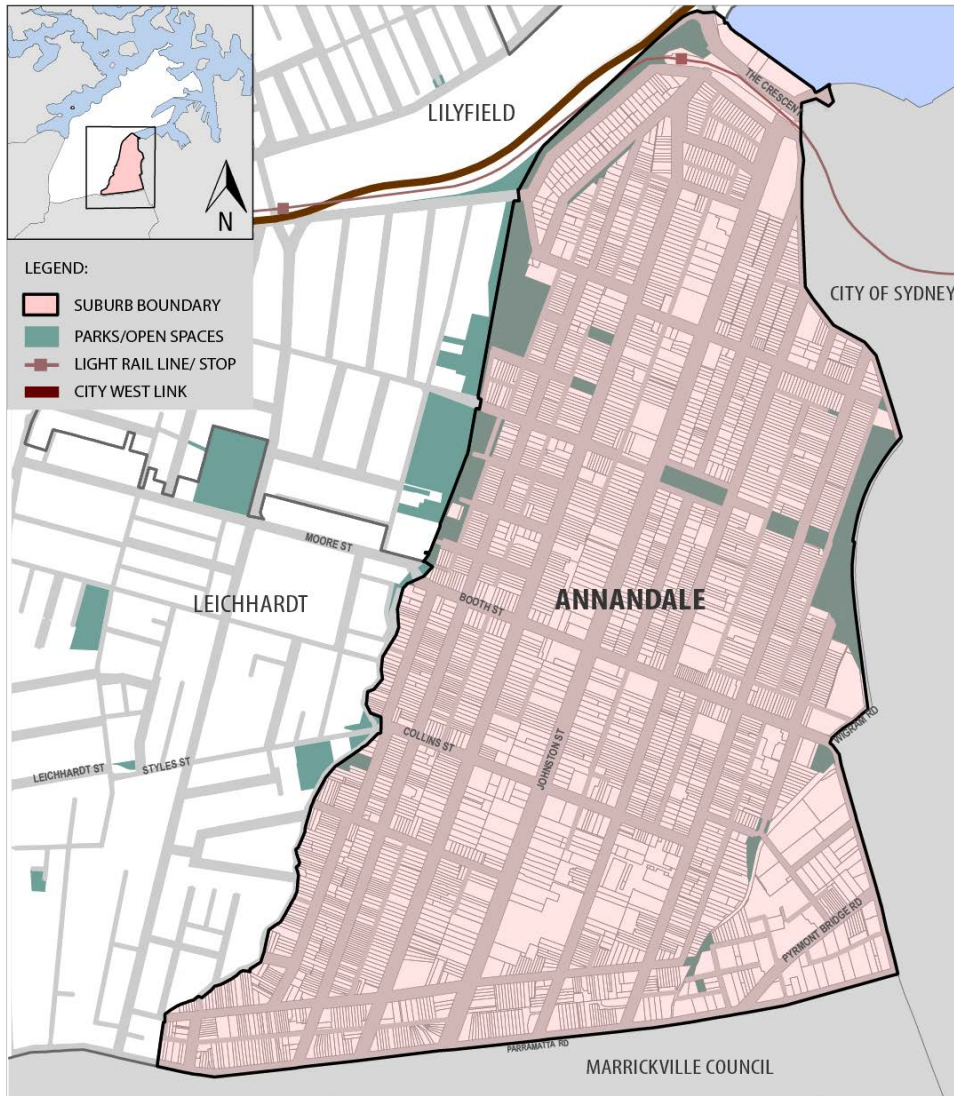 N
LEGEND:
SUBURB BOUNDARY
PARKS/OPEN SPACES
LIGHT RAIL LINE/ STOP
CITY WEST LINK
LILYFIELD
THE CRESCENT
CITY OF SYDNEY
MOORE ST
LEICHHARDT
BOOTH ST
ANNANDALE
WIGRAM RD
COLLINS ST
JOHNSTON ST
LEICHHARDT ST
STYLES ST
PYRMONT BRIDGE RD
PARRAMATTA RD
MARRICKVILLE COUNCIL